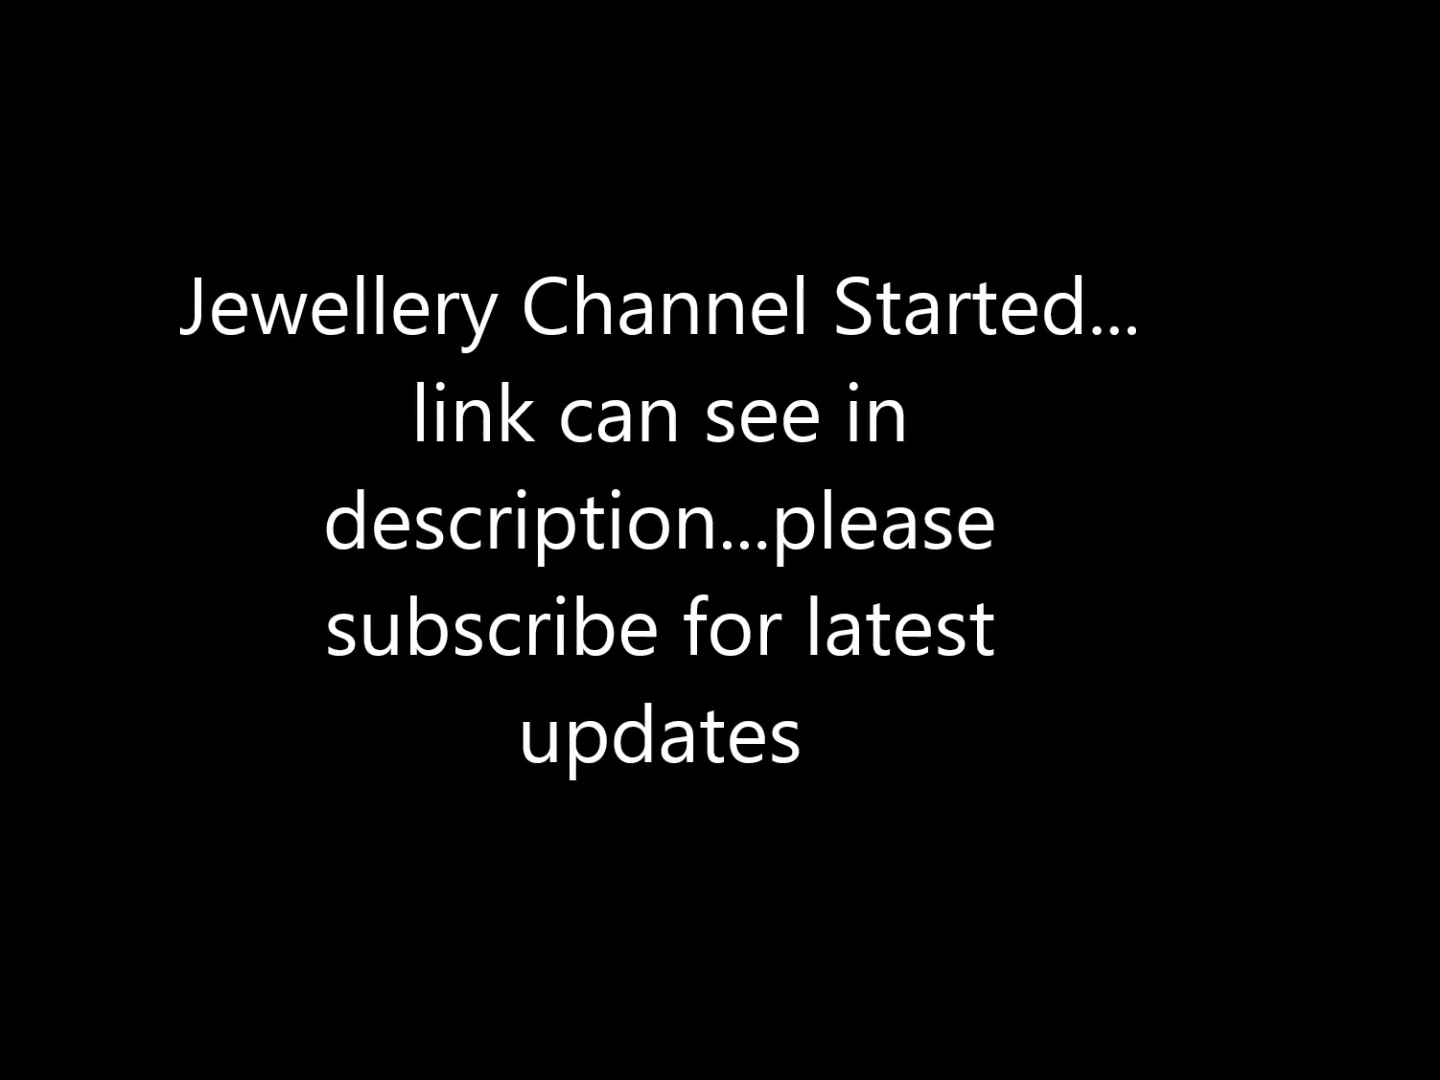 Jewellery Channel Started...
link can see in
description...please
subscribe for latest
updates